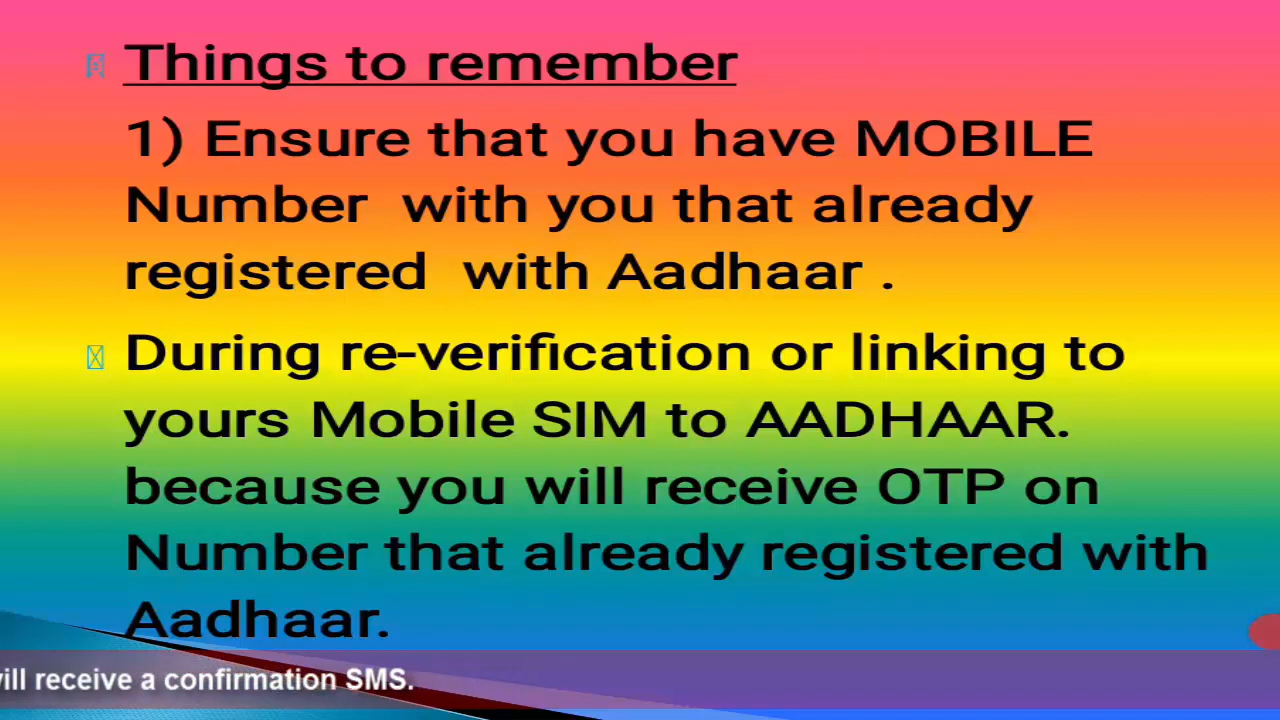 Things to remember
1) Ensure that you have MOBILE
Number with you that already
registered with Aadhaar .
During re-verification or linking to
yours Mobile SIM to AADHAAR.
because you will receive OTP on
Number that already registered with
Aadhaar.
will receive a confirmation SMS.